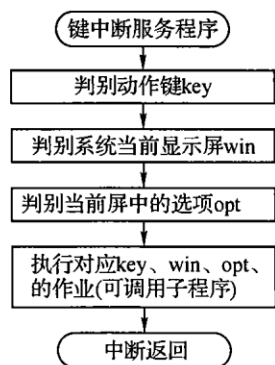 键中断服务程序
判别动作键key
判别系统当前显示屏win
判别当前屏中的选项opt
执行对应key、win、opt、
的作业(可调用子程序)
中断返回